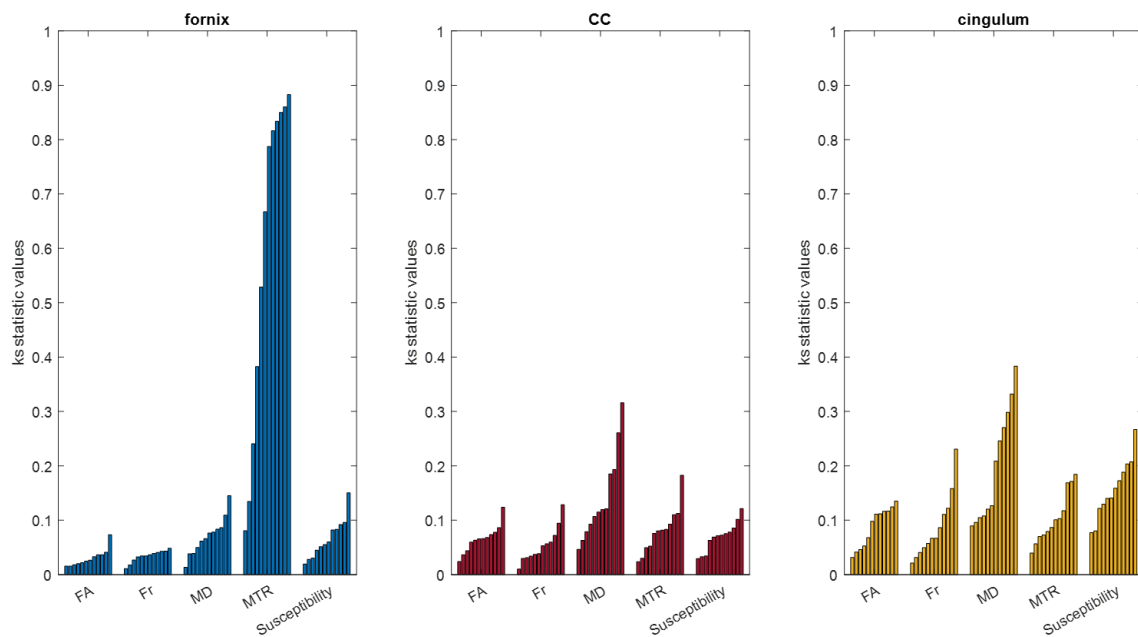 fornix
ks statistic values
1
0.9
0.8
0.7
0.6
0.5
0.4
0.3
0.2
0.1
0
FA
Fr
MD
MTR
Susceptibility
CC
ks statistic values
1
0.9
0.8
0.7
0.6
0.5
0.4
0.3
0.2
0.1
0
FA
Fr
MD
MTR
Susceptibility
cingulum
ks statistic values
1
0.9
0.8
0.7
0.6
0.5
0.4
0.3
0.2
0.1
0
FA
Fr
MD
MTR
Susceptibility